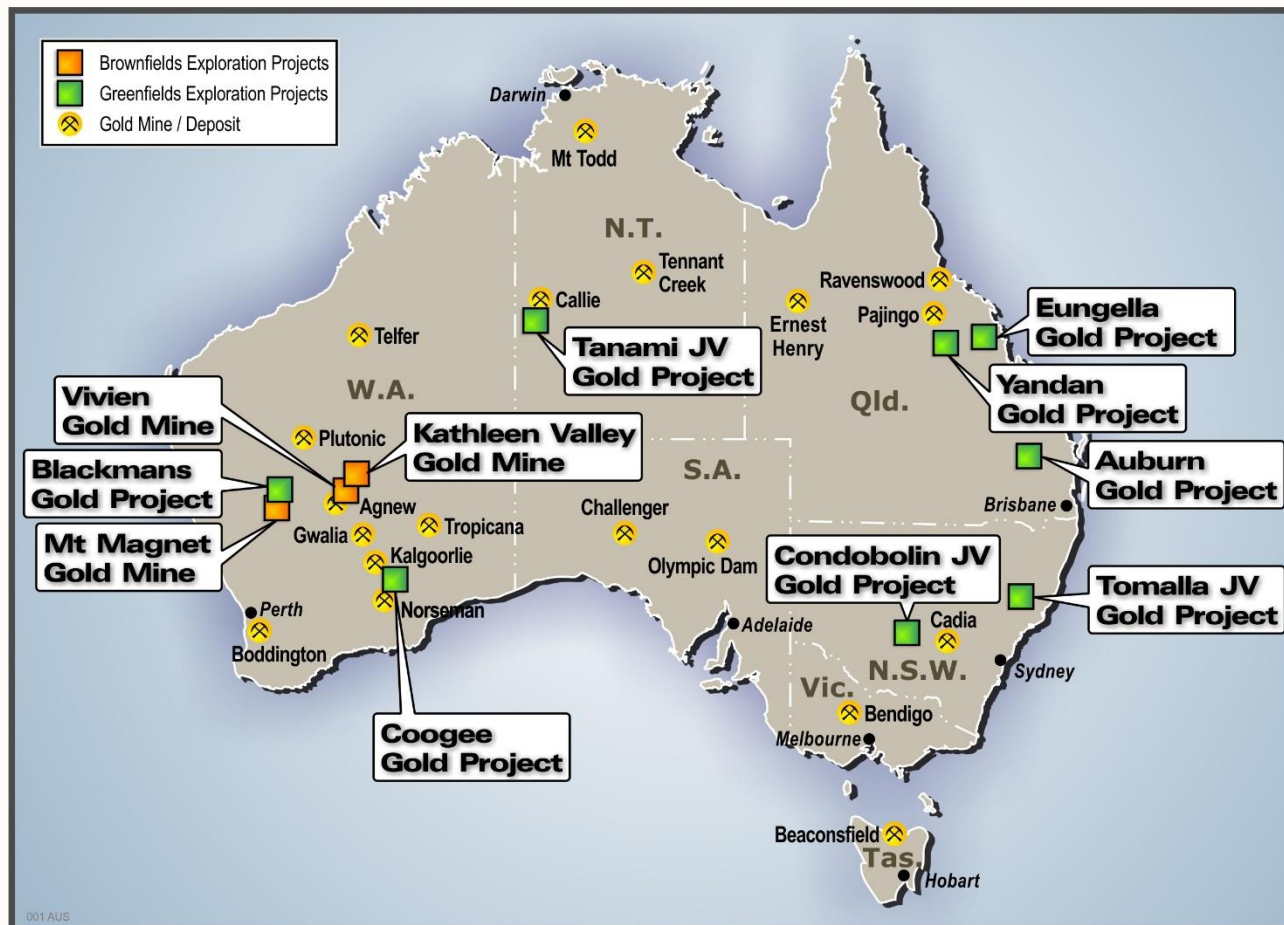 Brownfields Exploration Projects
Greenfields Exploration Projects
Gold Mine / Deposit
Darwin
Mt Todd
N.T.
Tennant
Creek
Callie
Tanami JV
Gold Project
Ravenswood
Pajingo
Ernest
Henry
Eungella
Gold Project
Yandan
Gold Project
Qld.
Telfer
W.A.
Vivien
Gold Mine
Plutonic
Kathleen Valley
Gold Mine
Blackmans
Gold Project
Agnew
Mt Magnet
Gold Mine
Gwalia
Tropicana
Kalgoorlie
Norseman
Perth
Boddington
Coogee
Gold Project
S.A.
Challenger
Olympic Dam
Adelaide
Auburn
Gold Project
Brisbane
Condobolin JV
Gold Project
Cadia
Tomalla JV
Gold Project
N.S.W.
Sydney
Vic.
Bendigo
Melbourne
Beaconsfield
Tas.
Hobart
001 AUS